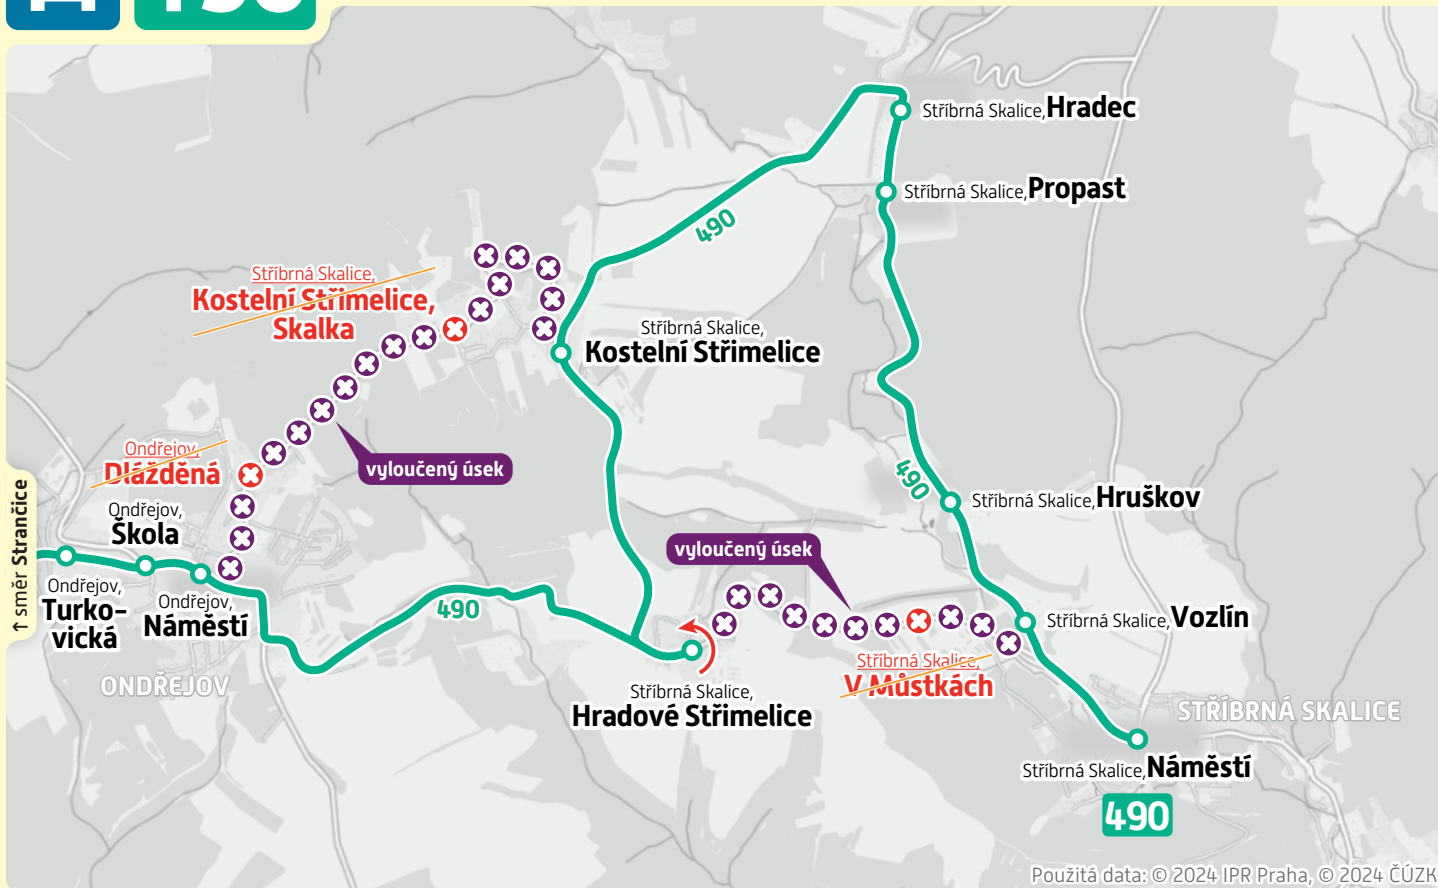 Stříbrná Skalice, Hradec
Stříbrná Skalice, Propast
490
Stříbrná Skalice,
Kostelní Střimelice,
Skalka
Stříbrná Skalice,
Kostelní Střimelice
vyloučený úsek
Ondřejov,
Dlážděná
490
Stříbrná Skalice, Hruškov
Ondřejov,
Škola
↑ směr Strančice
vyloučený úsek
Ondřejov,
Turko-
vická
Ondřejov,
Náměstí
490
Stříbrná Skalice, Vozlín
Stříbrná Skalice,
V Můstkách
ONDŘEJOV
Stříbrná Skalice,
Hradové Střimelice
STŘÍBRNÁ SKALICE
Stříbrná Skalice, Náměstí
490
Použitá data: © 2024 IPR Praha, © 2024 ČÚZK